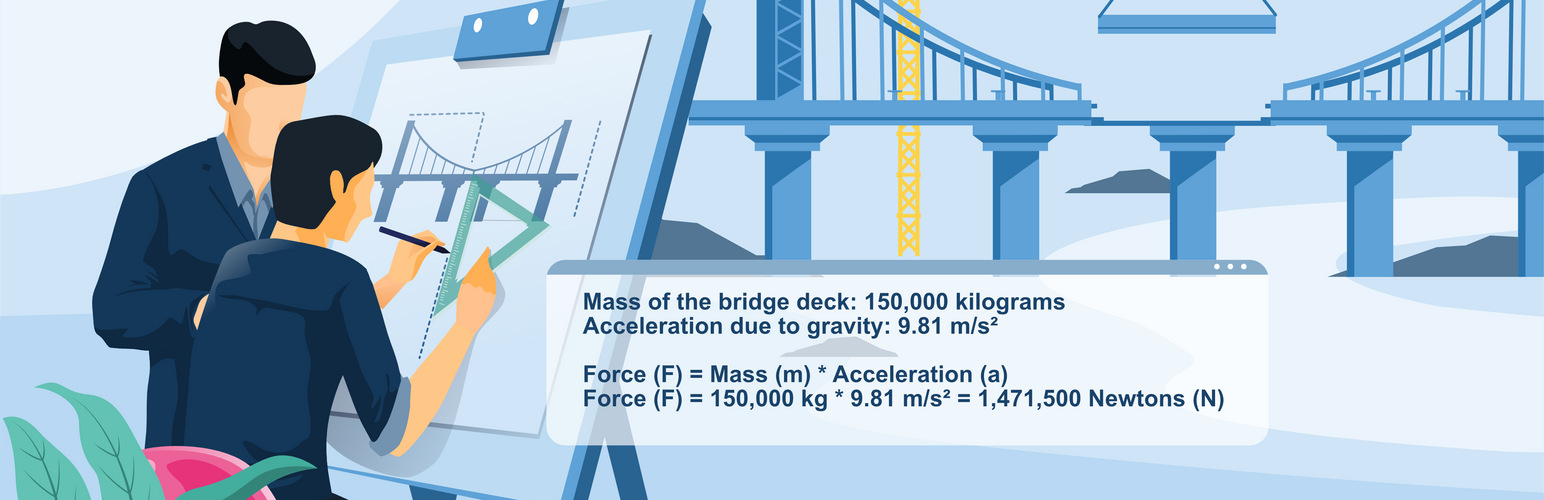 Mass of the bridge deck: 150,000 kilograms
Acceleration due to gravity: 9.81 m/s²
Force (F) = Mass (m) * Acceleration (a)
Force (F) = 150,000 kg * 9.81 m/s² = 1,471,500 Newtons (N)